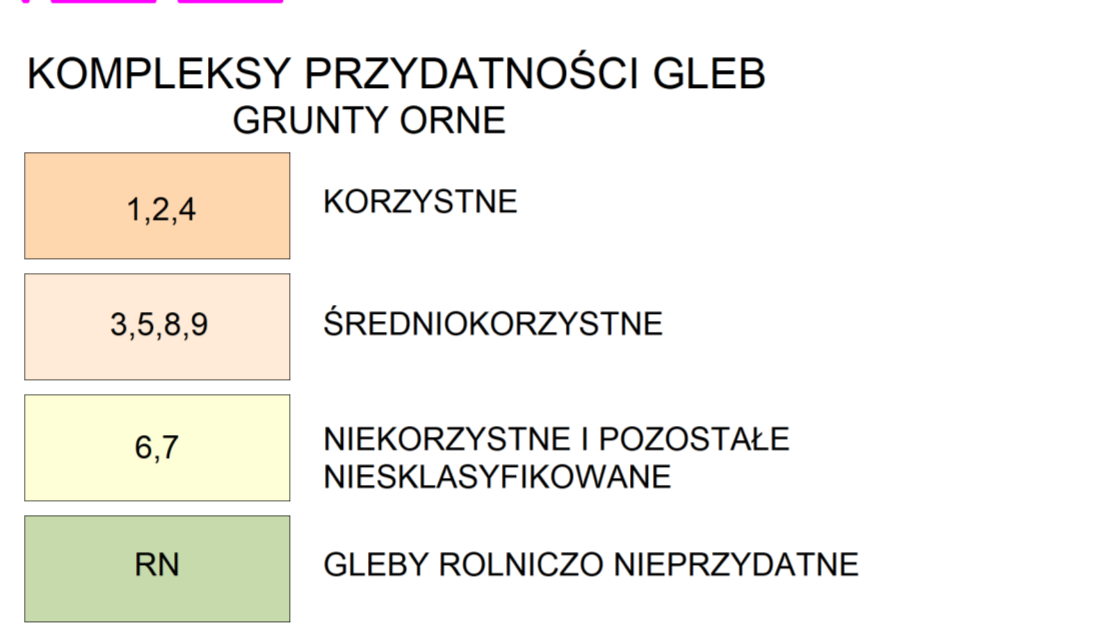 KOMPLEKSY PRZYDATNOŚCI GLEB
GRUNTY ORNE
1,2,4 KORZYSTNE
3,5,8,9 ŚREDNIOKORZYSTNE
6,7 NIEKORZYSTNE I POZOSTAŁE
NIESKLASYFIKOWANE
RN GLEBY ROLNICZO NIEPRZYDATNE